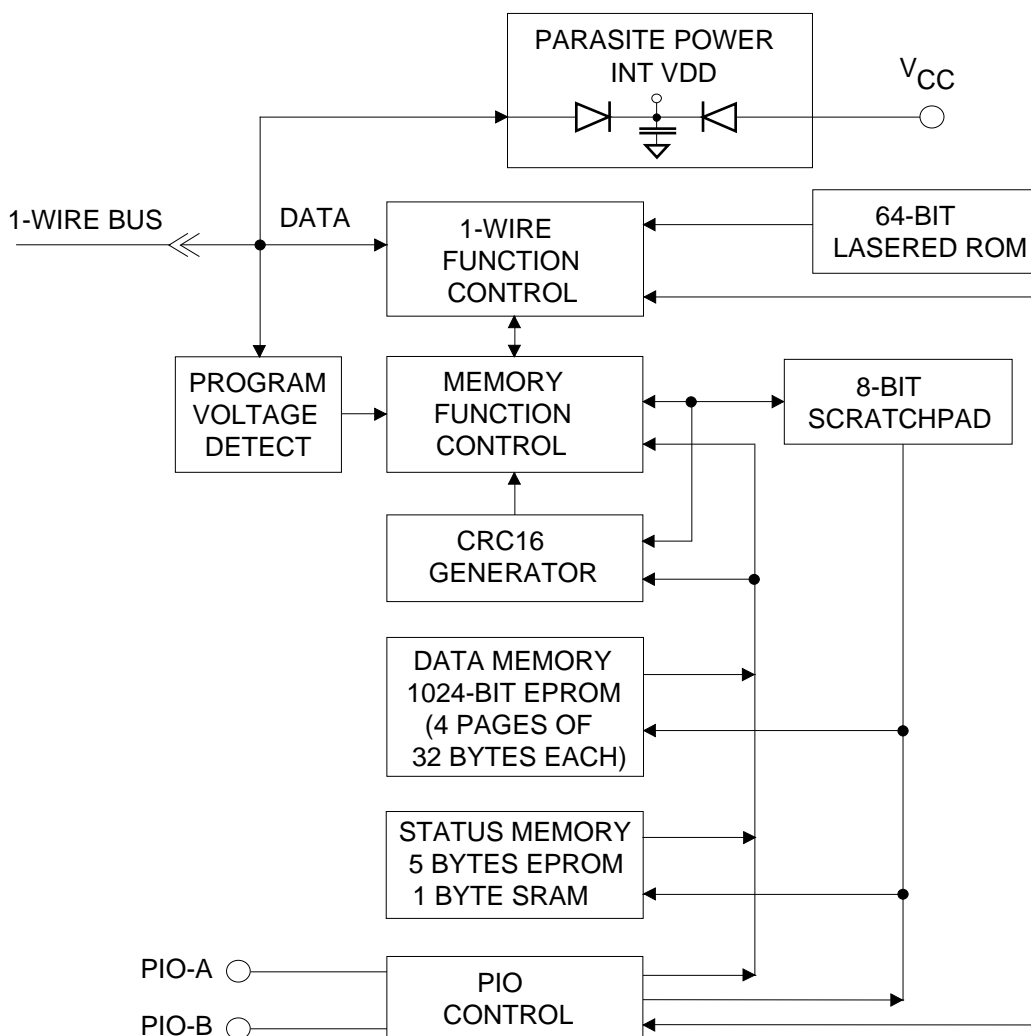 PARASITE POWER
INT VDD
VCC
1-WIRE BUS
DATA
1-WIRE
FUNCTION
CONTROL
64-BIT
LASERED ROM
PROGRAM
VOLTAGE
DETECT
MEMORY
FUNCTION
CONTROL
8-BIT
SCRATCHPAD
CRC16
GENERATOR
DATA MEMORY
1024-BIT EPROM
(4 PAGES OF
32 BYTES EACH)
STATUS MEMORY
5 BYTES EPROM
1 BYTE SRAM
PIO-A
PIO-B
PIO
CONTROL